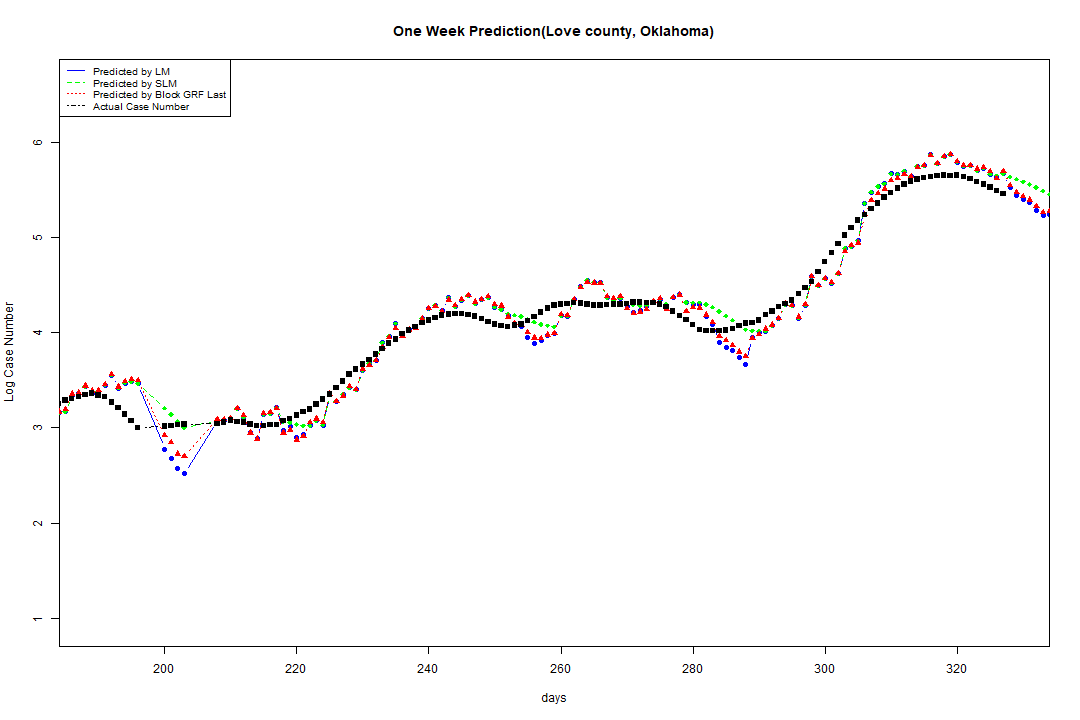 One Week Prediction(Love county, Oklahoma)
Predicted by LM
Predicted by SLM
Predicted by Block GRF Last
Actual Case Number
6
5
4
3
2
1
Log Case Number
200 220 240 260 280 300 320
days